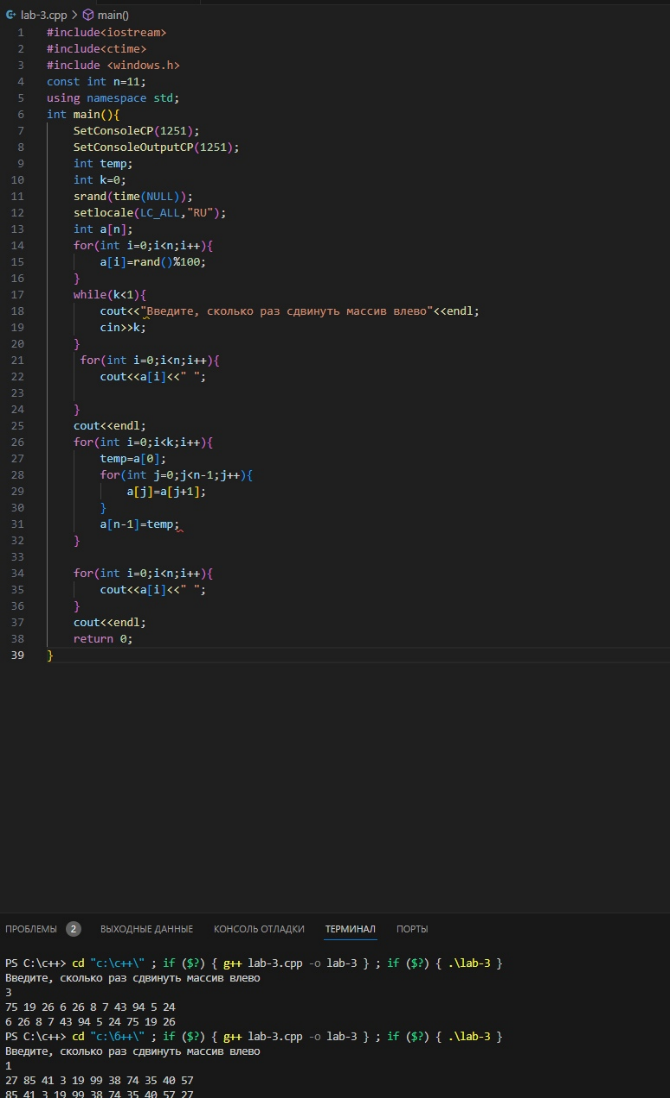 lab-3.cpp > main()
1 #include<iostream>
2 #include<ctime>
3 #include <windows.h>
4 const int n=11;
5 using namespace std;
6 int main(){
7 SetConsoleCP(1251);
8 SetConsoleOutputCP(1251);
9 int temp;
10 int k=0;
11 srand(time(NULL));
12 setlocale(LC_ALL,"RU");
13 int a[n];
14 for(int i=0;i<n;i++){
15 a[i]=rand()%100;
16 }
17 while(k<1){
18 cout<<"Введите, сколько раз сдвинуть массив влево"<<endl;
19 cin>>k;
20 }
21 for(int i=0;i<n;i++){
22 cout<<a[i]<<" ";
23
24 }
25 cout<<endl;
26 for(int i=0;i<k;i++){
27 temp=a[0];
28 for(int j=0;j<n-1;j++){
29 a[j]=a[j+1];
30 }
31 a[n-1]=temp;
32 }
33
34 for(int i=0;i<n;i++){
35 cout<<a[i]<<" ";
36 }
37 cout<<endl;
38 return 0;
39 }
ПРОБЛЕМЫ 2 ВЫХОДНЫЕ ДАННЫЕ КОНСОЛЬ ОТЛАДКИ ТЕРМИНАЛ ПОРТЫ
PS C:\c++> cd "c:\c++\" ; if ($?) { g++ lab-3.cpp -o lab-3 } ; if ($?) { .\lab-3 }
Введите, сколько раз сдвинуть массив влево
3
75 19 26 6 26 8 7 43 94 5 24
6 26 8 7 43 94 5 24 75 19 26
PS C:\c++> cd "c:\б++\" ; if ($?) { g++ lab-3.cpp -o lab-3 } ; if ($?) { .\lab-3 }
Введите, сколько раз сдвинуть массив влево
1
27 85 41 3 19 99 38 74 35 40 57
85 41 3 19 99 38 74 35 40 57 27